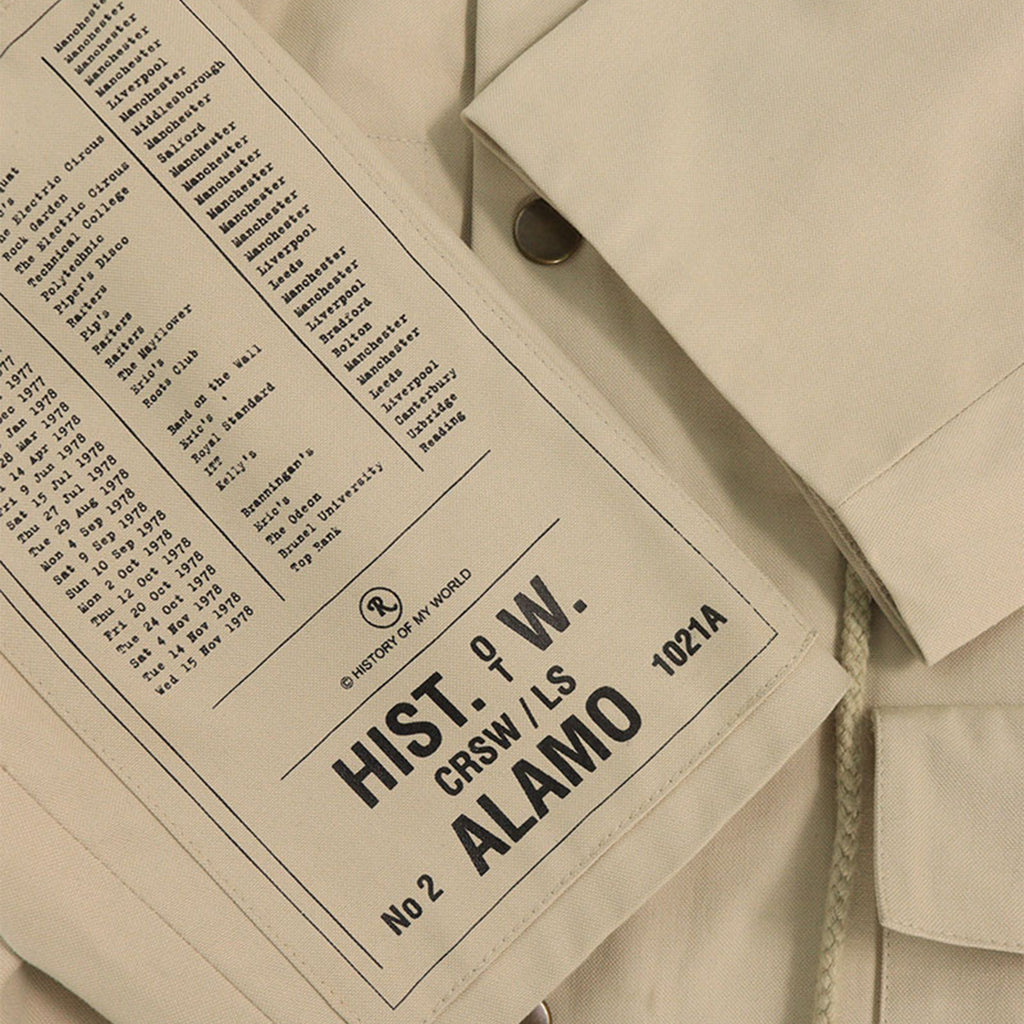 Manchester
Manchester
Manchester
Liverpool
Manchester
Middlesborough
Manchester
Salford
Manchester
Manchester
Manchester
Manchester
Manchester
Manchester
Manchester
Liverpool
Leeds
Manchester
Manchester
Liverpool
Bradford
Bolton
Manchester
Manchester
Leeds
Liverpool
Canterbury
Uxbridge
Reading
Electric Circus
Rock Garden
The Electric Circus
Technical College
Polytechnic
Piper's Disco
Rafters
Pip's
Rafters
Rafters
The Mayflower
Eric's
Roots Club
Band on the Wall
Eric's
Royal Standard
ITT
Kelly's
Branningan's
Eric's
The Odeon
Brunel University
Top Rank
1977
Dec 1977
Jan 1978
28 Mar 1978
14 Apr 1978
Fri 9 Jun 1978
Sat 15 Jul 1978
Thu 27 Jul 1978
Tue 29 Aug 1978
Mon 4 Sep 1978
Sat 9 Sep 1978
Sun 10 Sep 1978
Mon 2 Oct 1978
Thu 12 Oct 1978
Fri 20 Oct 1978
Tue 24 Oct 1978
Sat 4 Nov 1978
Tue 14 Nov 1978
Wed 15 Nov 1978
R
© HISTORY OF MY WORLD
HIST. OT W.
CRSW / LS 1021A
No 2 ALAMO